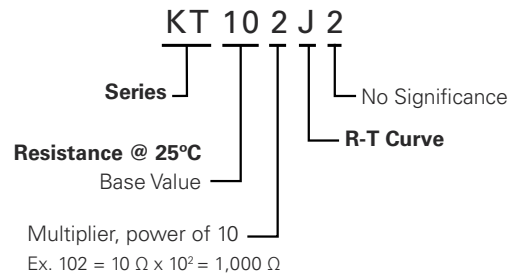 KT 10 2 J 2
Series
No Significance
R-T Curve
Resistance @ 25ºC
Base Value
Multiplier, power of 10
Ex. 102 = 10 Ω x 10² = 1,000 Ω